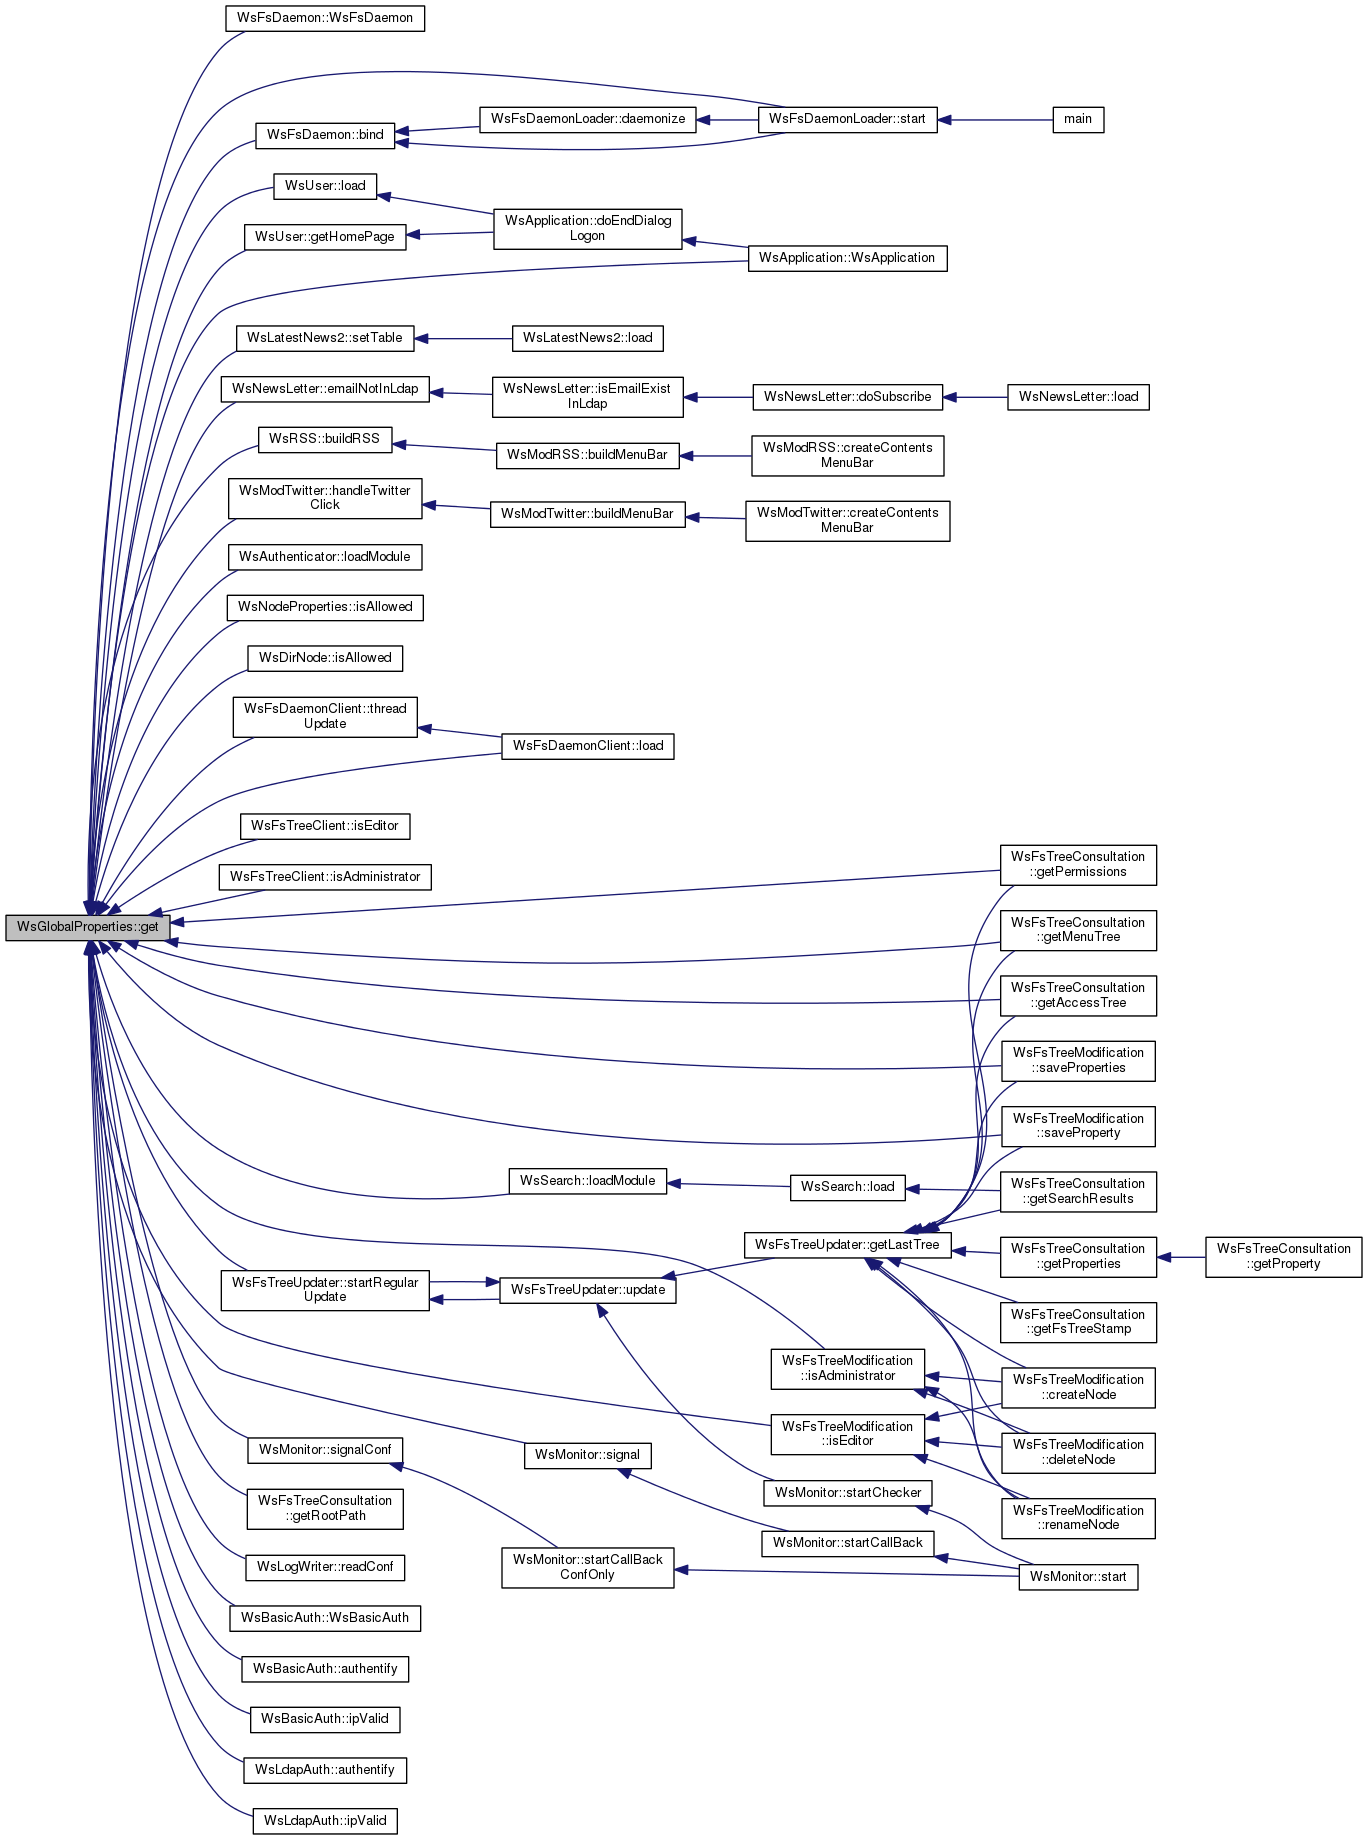 WsFsDaemon::WsFsDaemon
WsFsDaemon::bind
WsFsDaemonLoader::daemonize
WsFsDaemonLoader::start
main
WsUser::load
WsUser::getHomePage
WsApplication::doEndDialog
Logon
WsApplication::WsApplication
WsLatestNews2::setTable
WsLatestNews2::load
WsNewsLetter::emailNotInLdap
WsNewsLetter::isEmailExist
InLdap
WsNewsLetter::doSubscribe
WsNewsLetter::load
WsRSS::buildRSS
WsModRSS::buildMenuBar
WsModRSS::createContents
MenuBar
WsModTwitter::handleTwitter
Click
WsModTwitter::buildMenuBar
WsModTwitter::createContents
MenuBar
WsAuthenticator::loadModule
WsNodeProperties::isAllowed
WsDirNode::isAllowed
WsFsDaemonClient::thread
Update
WsFsDaemonClient::load
WsFsTreeClient::isEditor
WsFsTreeClient::isAdministrator
WsGlobalProperties::get
WsFsTreeConsultation
::getPermissions
WsFsTreeConsultation
::getMenuTree
WsFsTreeConsultation
::getAccessTree
WsFsTreeModification
::saveProperties
WsFsTreeModification
::saveProperty
WsSearch::loadModule
WsSearch::load
WsFsTreeConsultation
::getSearchResults
WsFsTreeUpdater::getLastTree
WsFsTreeConsultation
::getProperties
WsFsTreeConsultation
::getProperty
WsFsTreeUpdater::startRegular
Update
WsFsTreeUpdater::update
WsFsTreeConsultation
::getFsTreeStamp
WsFsTreeModification
::isAdministrator
WsFsTreeModification
::createNode
WsFsTreeModification
::isEditor
WsFsTreeModification
::deleteNode
WsMonitor::signalConf
WsMonitor::signal
WsMonitor::startChecker
WsFsTreeModification
::renameNode
WsFsTreeConsultation
::getRootPath
WsMonitor::startCallBack
WsLogWriter::readConf
WsMonitor::startCallBack
ConfOnly
WsMonitor::start
WsBasicAuth::WsBasicAuth
WsBasicAuth::authentify
WsBasicAuth::ipValid
WsLdapAuth::authentify
WsLdapAuth::ipValid